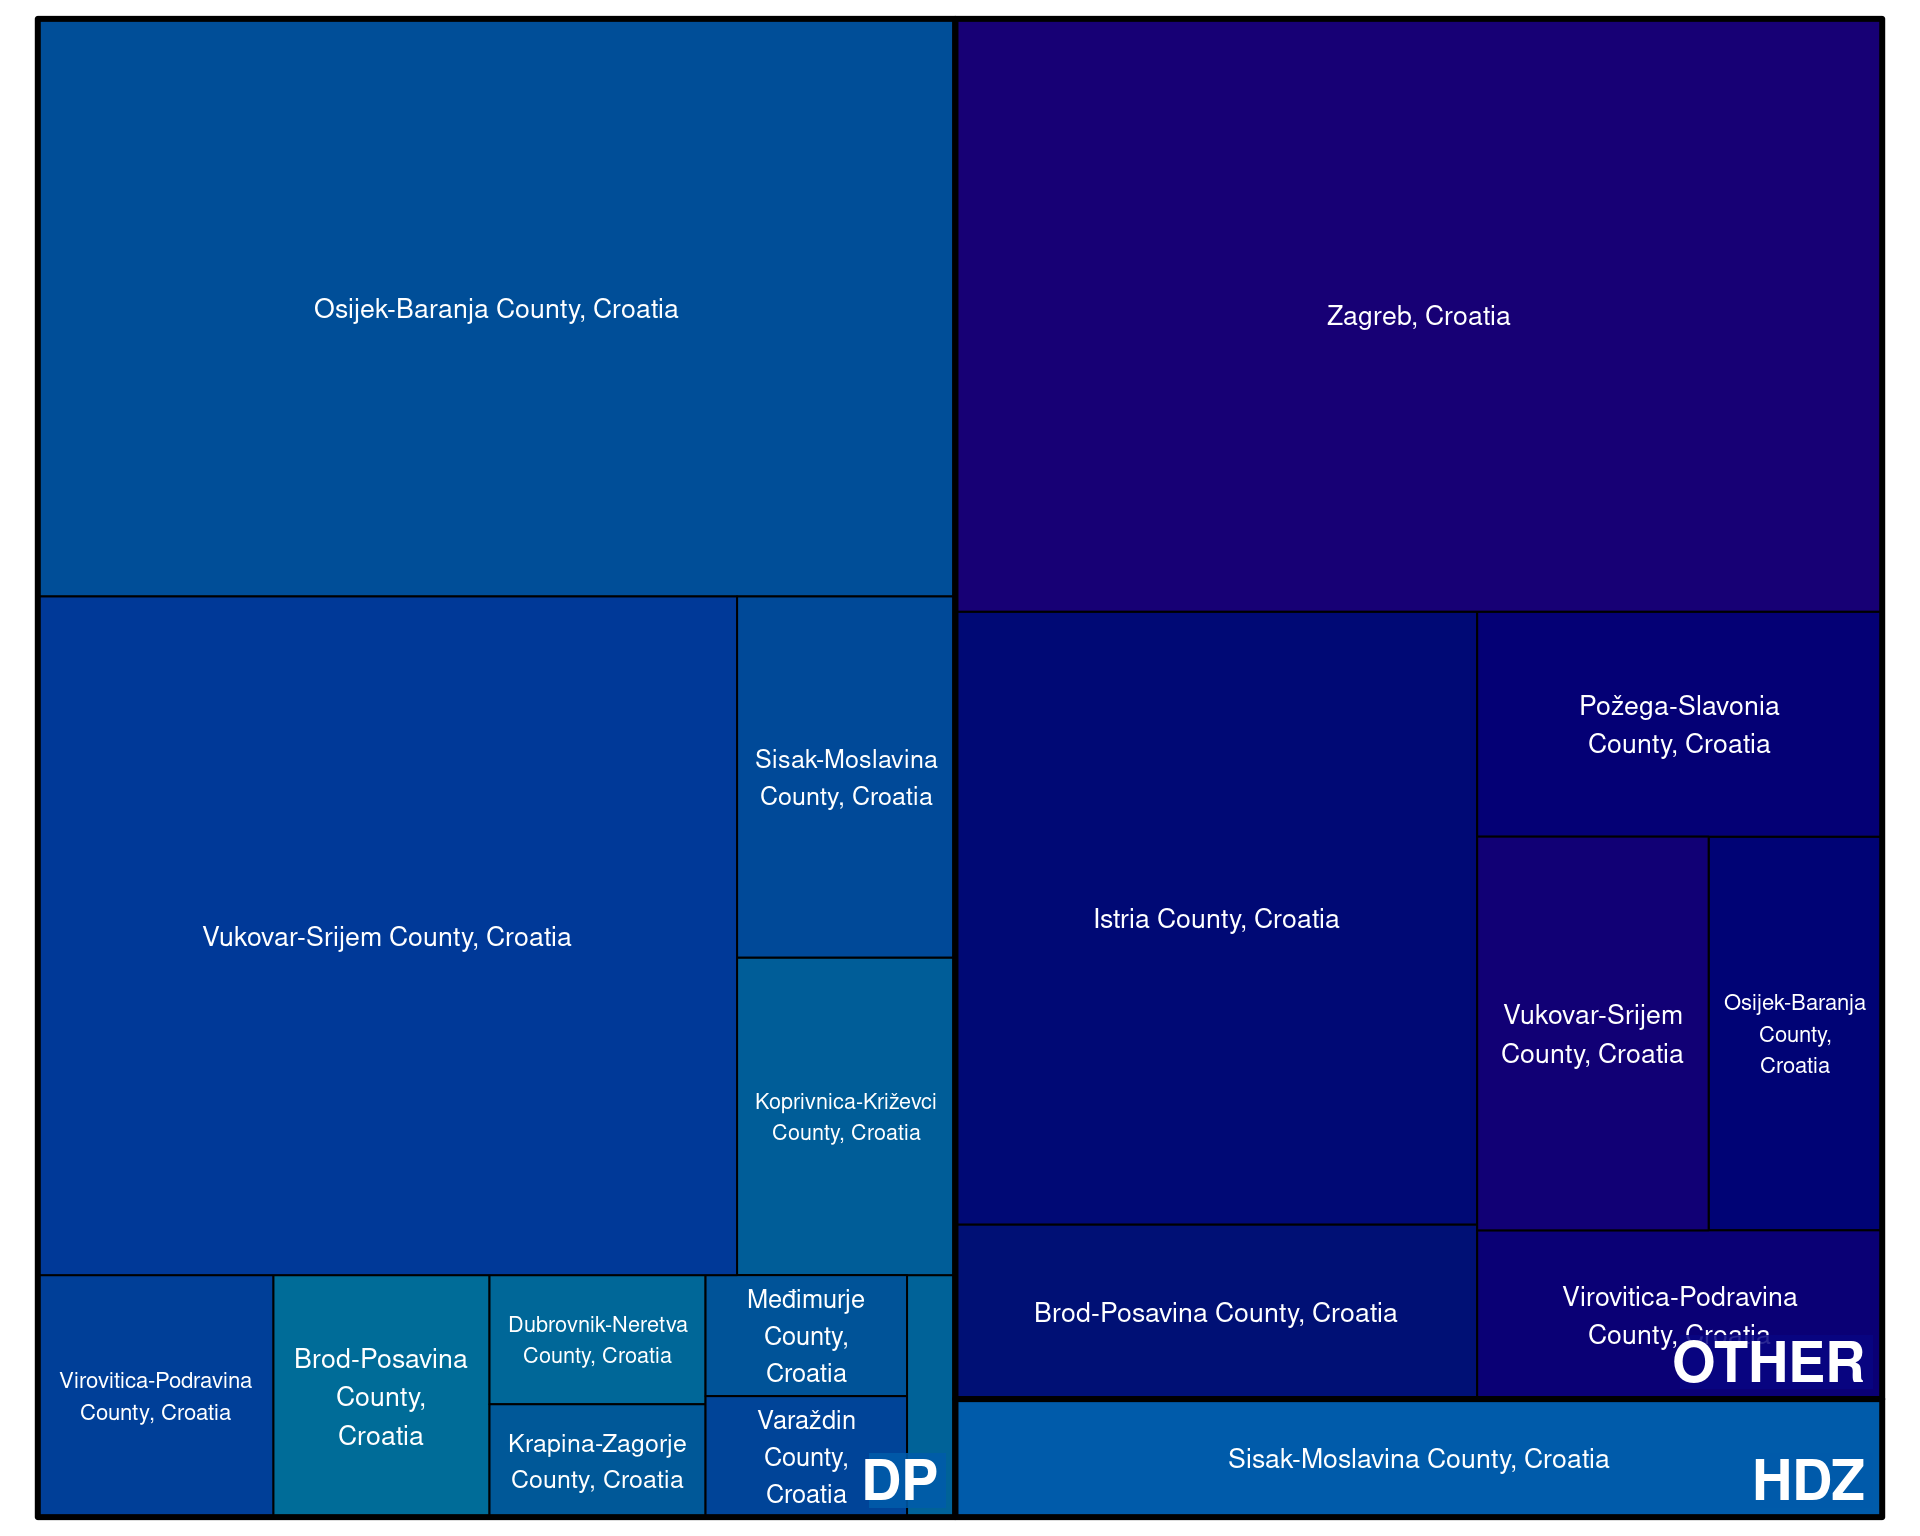 Osijek-Baranja County, Croatia
Vukovar-Srijem County, Croatia
Sisak-Moslavina
County, Croatia
Koprivnica-Križevci
County, Croatia
Virovitica-Podravina
County, Croatia
Brod-Posavina
County,
Croatia
Dubrovnik-Neretva
County, Croatia
Krapina-Zagorje
County, Croatia
Međimurje
County,
Croatia
Varaždin
County,
Croatia
DP
Zagreb, Croatia
Istria County, Croatia
Požega-Slavonia
County, Croatia
Vukovar-Srijem
County, Croatia
Osijek-Baranja
County,
Croatia
Brod-Posavina County, Croatia
Virovitica-Podravina
County, Croatia
OTHER
Sisak-Moslavina County, Croatia
HDZ